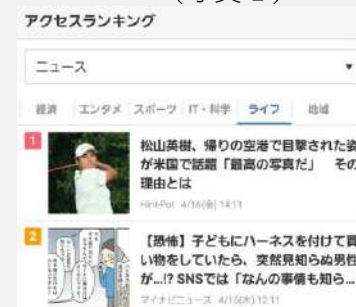 アクセスランキング
ニュース
経済 エンタメ スポーツ IT・科学 ライフ 地域
1
松山英樹、帰りの空港で目撃された姿
が米国で話題「最高の写真だ」 その
理由とは
Hint-Pot 4/16(金) 14:11
2
【恐怖】子どもにハーネスを付けて買
い物をしていたら、突然見知らぬ男性
が...!? SNSでは「なんの事情も知ら...
マイナビニュース 4/15(木) 12:11